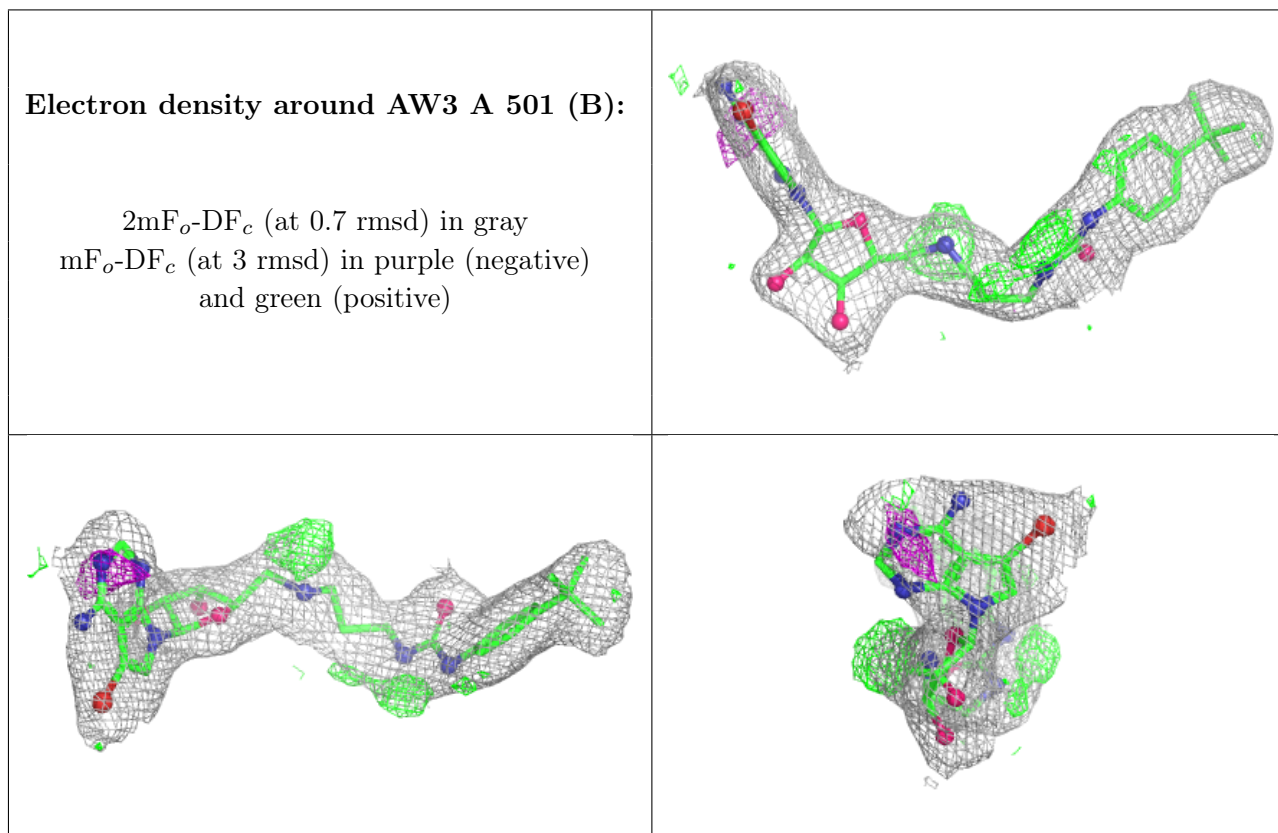 Electron density around AW3 A 501 (B):
2mFₒ-DF𝒸 (at 0.7 rmsd) in gray
mFₒ-DF𝒸 (at 3 rmsd) in purple (negative)
and green (positive)